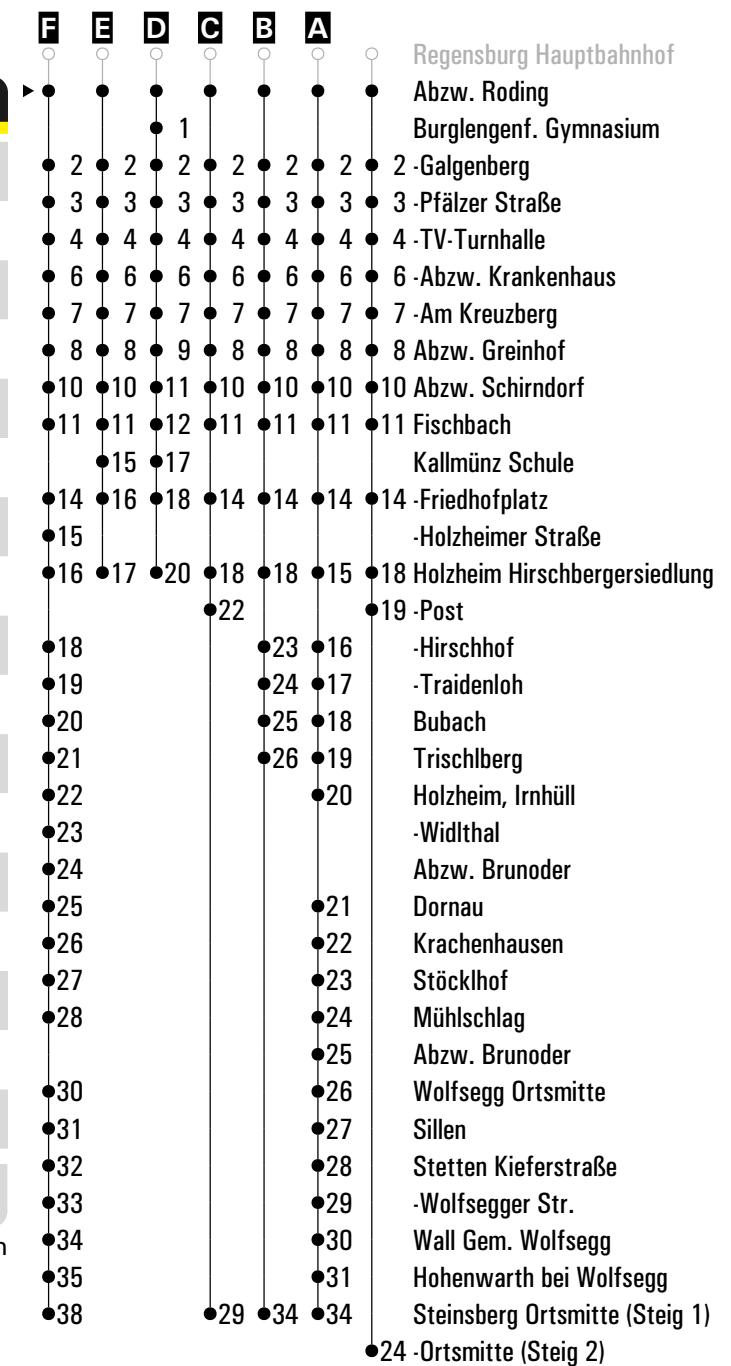 F E D C B A
Regensburg Hauptbahnhof
Abzw. Roding
1 Burglengenf. Gymnasium
2 2 2 2 2 2 2 -Galgenberg
3 3 3 3 3 3 3 -Pfälzer Straße
4 4 4 4 4 4 4 -TV-Turnhalle
6 6 6 6 6 6 6 -Abzw. Krankenhaus
7 7 7 7 7 7 7 -Am Kreuzberg
8 8 9 8 8 8 8 Abzw. Greinhof
10 10 11 10 10 10 10 Abzw. Schirndorf
11 11 12 11 11 11 11 Fischbach
15 17 Kallmünz Schule
14 16 18 14 14 14 14 -Friedhofplatz
15 -Holzheimer Straße
16 17 20 18 18 15 18 Holzheim Hirschbergersiedlung
22 19 -Post
18 23 16 -Hirschhof
19 24 17 -Traidenloh
20 25 18 Bubach
21 26 19 Trischlberg
22 20 Holzheim, Irnhüll
23 -Widlthal
24 Abzw. Brunoder
25 21 Dornau
26 22 Krachenhausen
27 23 Stöcklhof
28 24 Mühlschlag
25 Abzw. Brunoder
30 26 Wolfsegg Ortsmitte
31 27 Sillen
32 28 Stetten Kieferstraße
33 29 -Wolfsegger Str.
n 34 30 Wall Gem. Wolfsegg
35 31 Hohenwarth bei Wolfsegg
38 29 34 34 Steinsberg Ortsmitte (Steig 1)
24 -Ortsmitte (Steig 2)